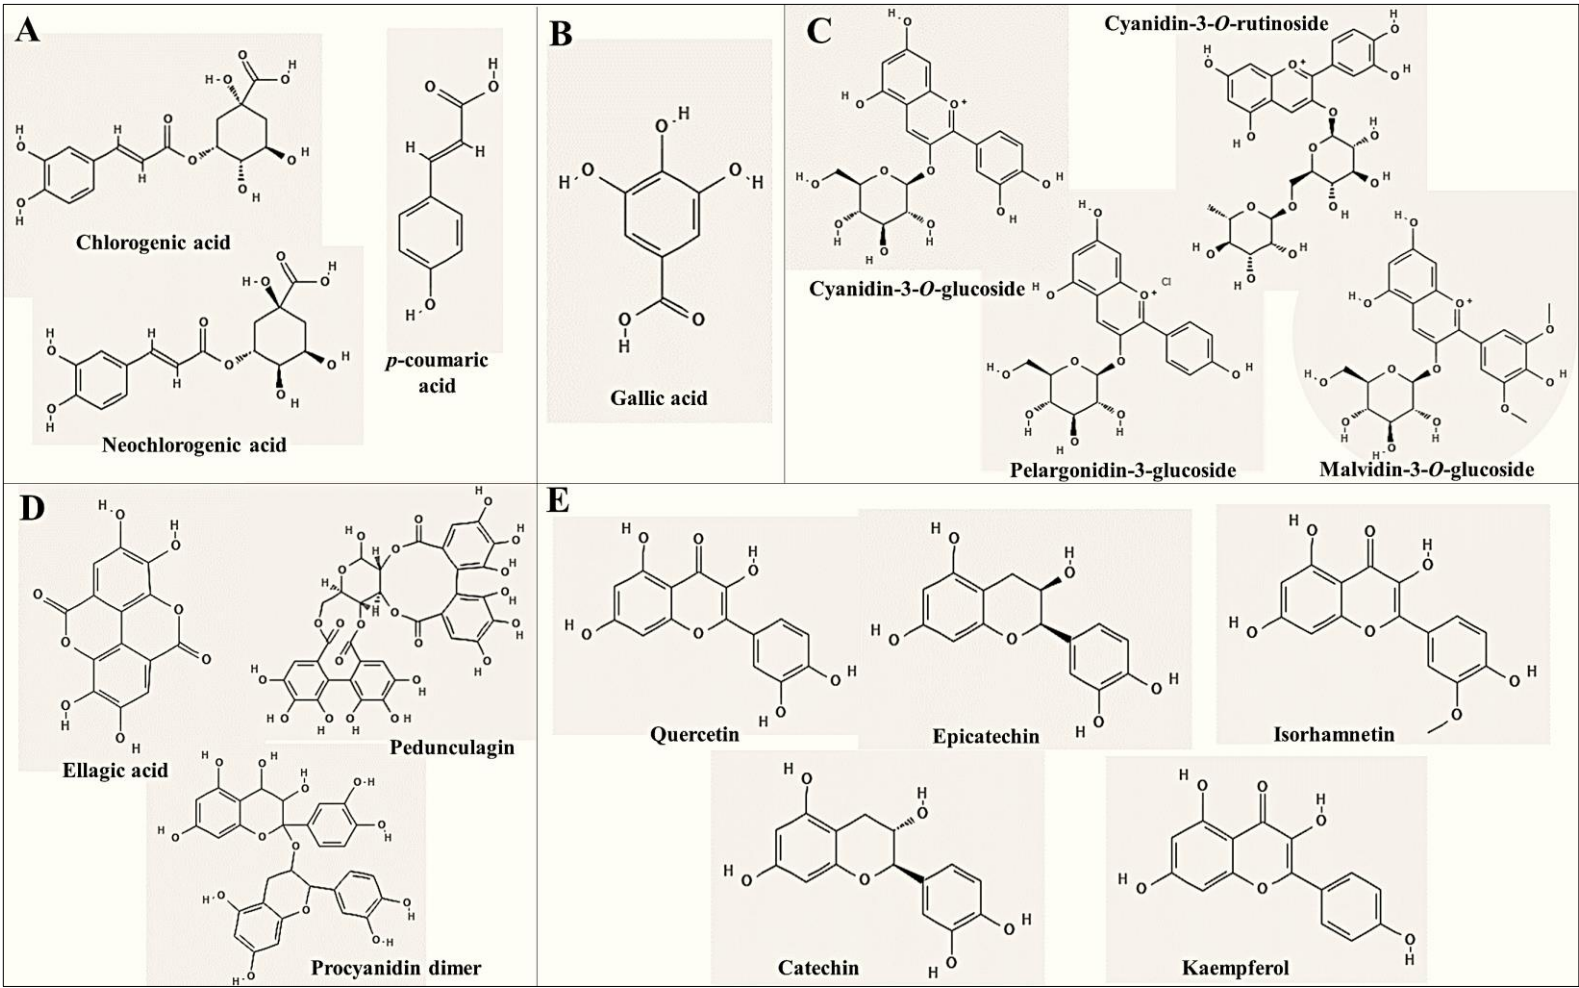 A
Chlorogenic acid
Neochlorogenic acid
p-coumaric
acid
B
Gallic acid
C
Cyanidin-3-O-rutinoside
Cyanidin-3-O-glucoside
Cl
Pelargonidin-3-glucoside
Malvidin-3-O-glucoside
D
Ellagic acid
Pedunculagin
Procyanidin dimer
E
Quercetin
Epicatechin
Isorhamnetin
Catechin
Kaempferol